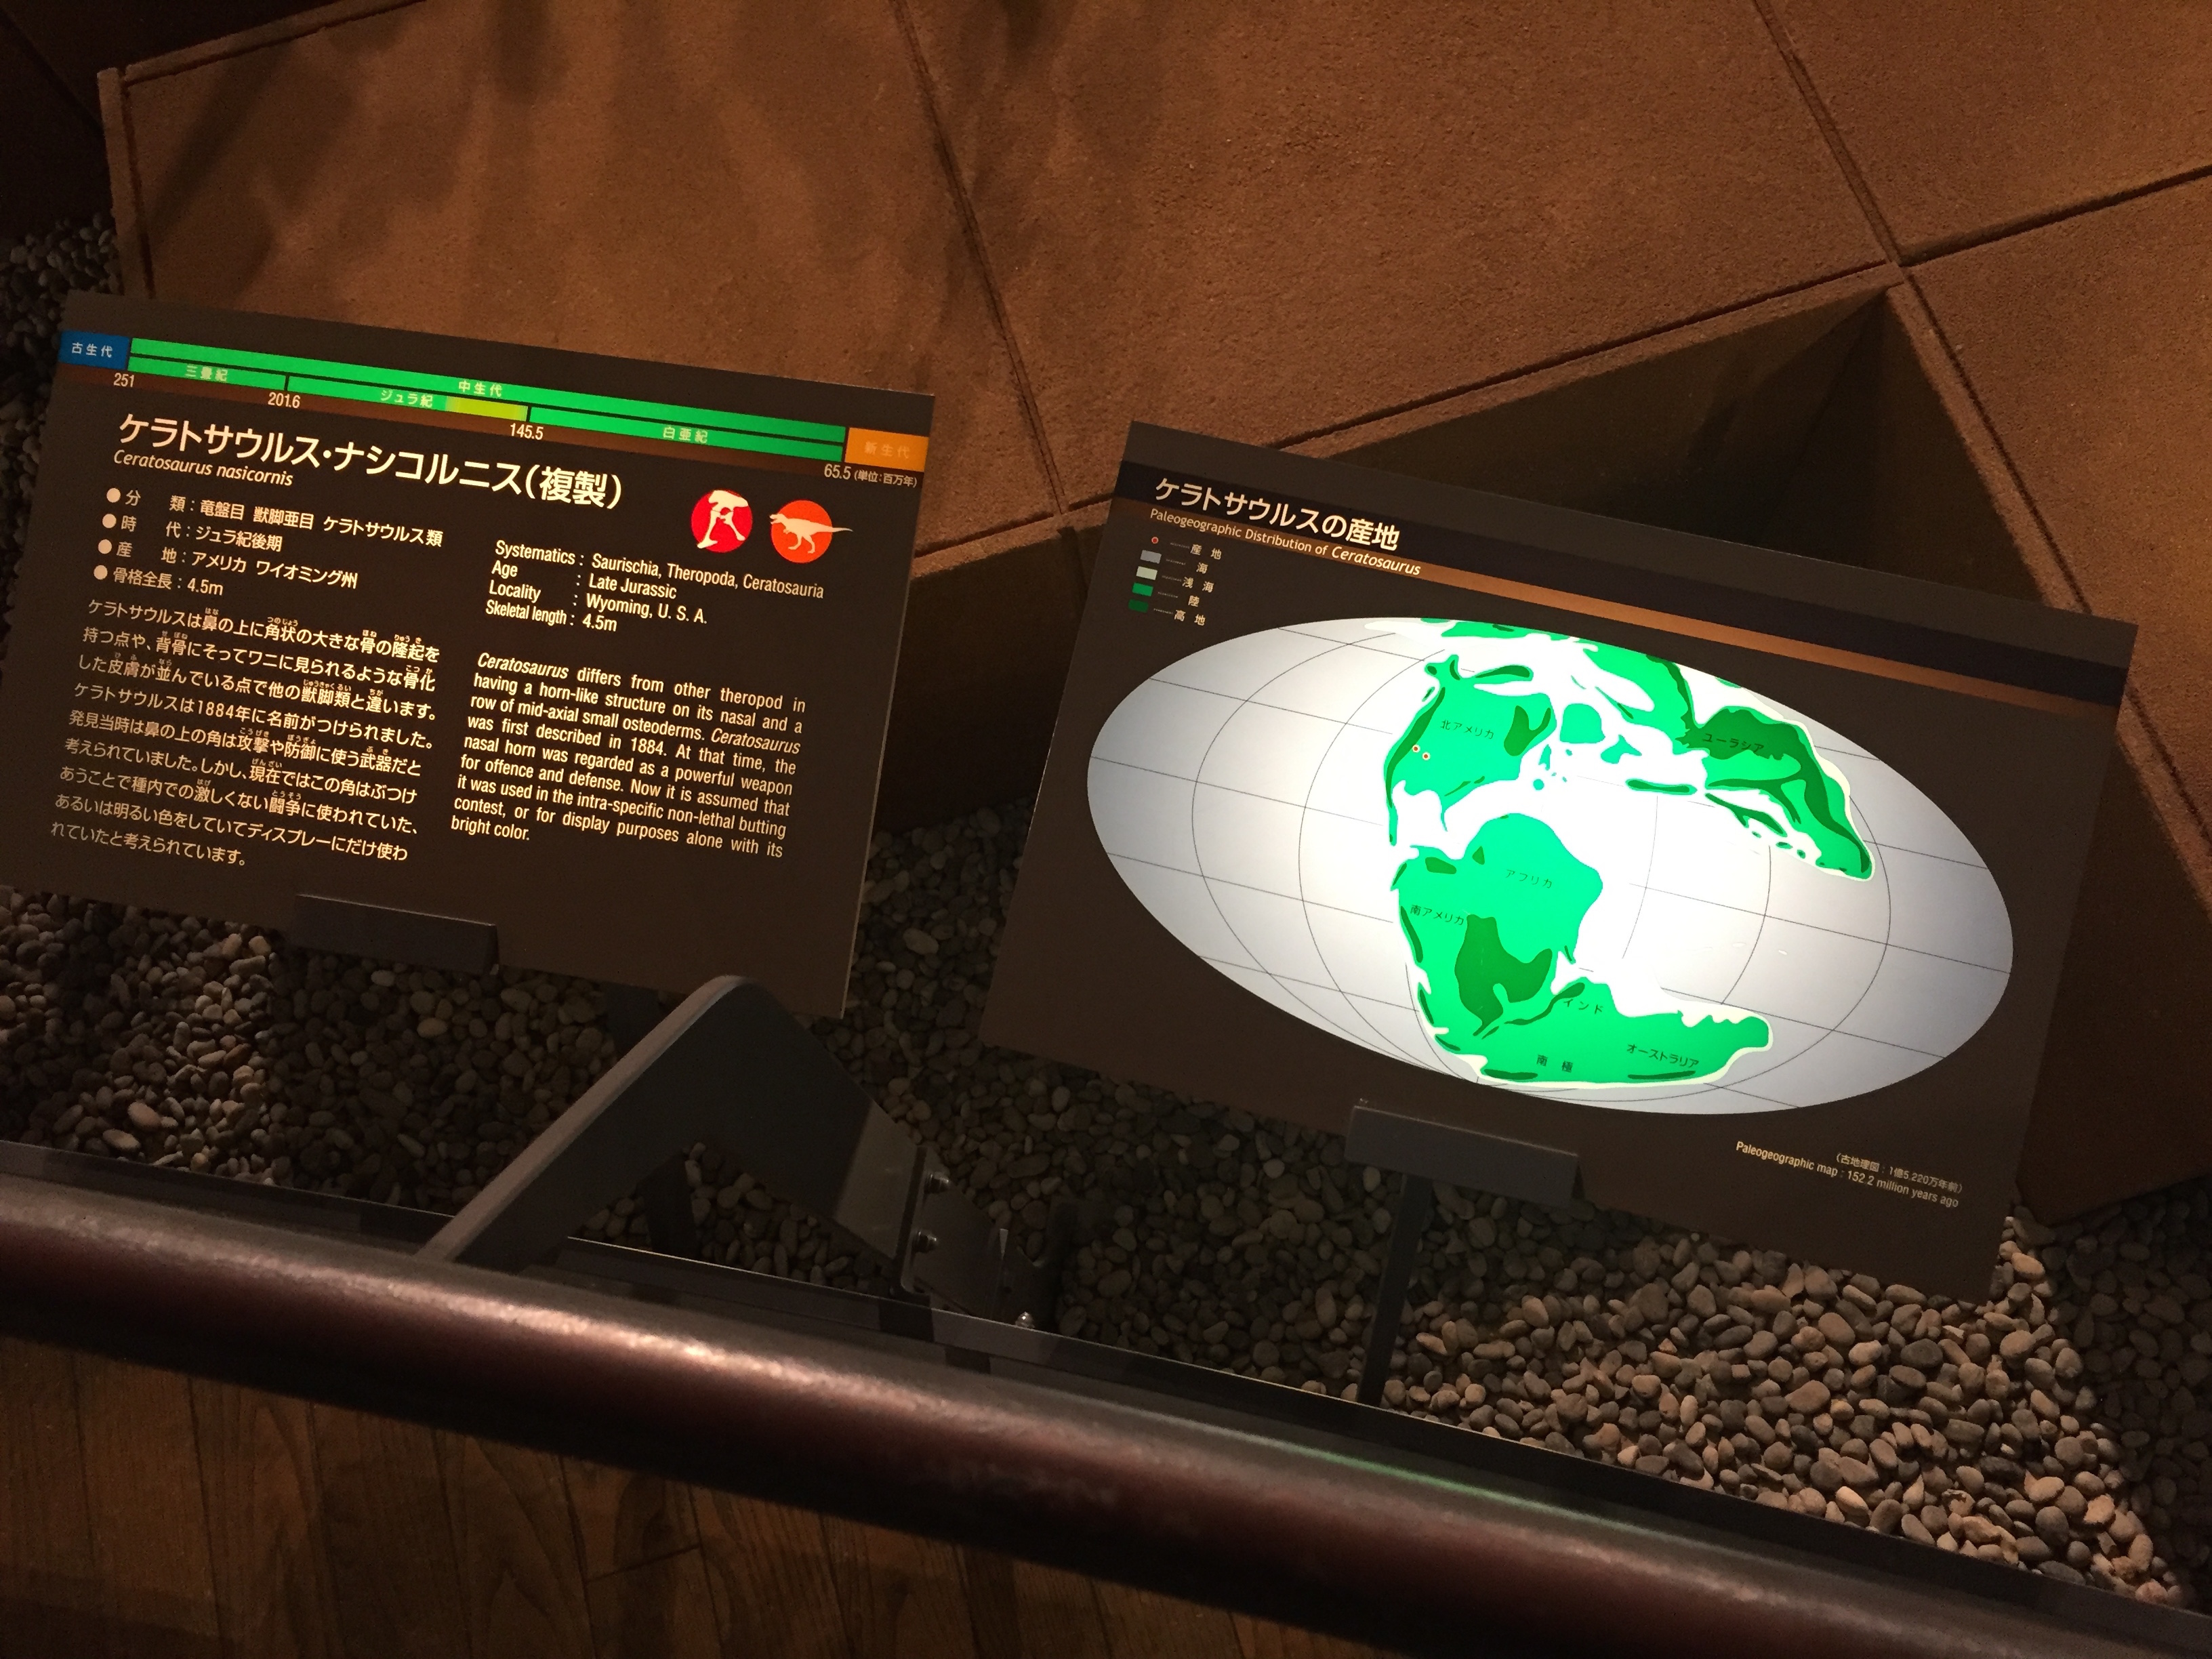 古生代
中生代
三畳紀
ジュラ紀
白亜紀
新生代
251
201.6
145.5
65.5 (単位:百万年)
ケラトサウルス・ナシコルニス(複製)
Ceratosaurus nasicornis
●分　類:竜盤目 獣脚亜目 ケラトサウルス類
●時　代:ジュラ紀後期
●産　地:アメリカ ワイオミング州
●骨格全長:4.5m
ケラトサウルスは鼻の上に角状の大きな骨の隆起を
持つ点や、背骨にそってワニに見られるような骨化
した皮膚が並んでいる点で他の獣脚類と違います。
ケラトサウルスは1884年に名前がつけられました。
発見当時は鼻の上の角は攻撃や防御に使う武器だと
考えられていました。しかし、現在ではこの角はぶつけ
あうことで種内での激しくない闘争に使われていた、
あるいは明るい色をしていてディスプレーにだけ使わ
れていたと考えられています。
Systematics : Saurischia, Theropoda, Ceratosauria
Age : Late Jurassic
Locality : Wyoming, U. S. A.
Skeletal length : 4.5m
Ceratosaurus differs from other theropod in
having a horn-like structure on its nasal and a
row of mid-axial small osteoderms. Ceratosaurus
was first described in 1884. At that time, the
nasal horn was regarded as a powerful weapon
for offence and defense. Now it is assumed that
it was used in the intra-specific non-lethal butting
contest, or for display purposes alone with its
bright color.
ケラトサウルスの産地
Paleogeographic Distribution of Ceratosaurus
産 地
海
浅 海
陸
高 地
北アメリカ
ユーラシア
アフリカ
南アメリカ
インド
南 極
オーストラリア
(古地理図:1億5,220万年前)
Paleogeographic map : 152.2 million years ago